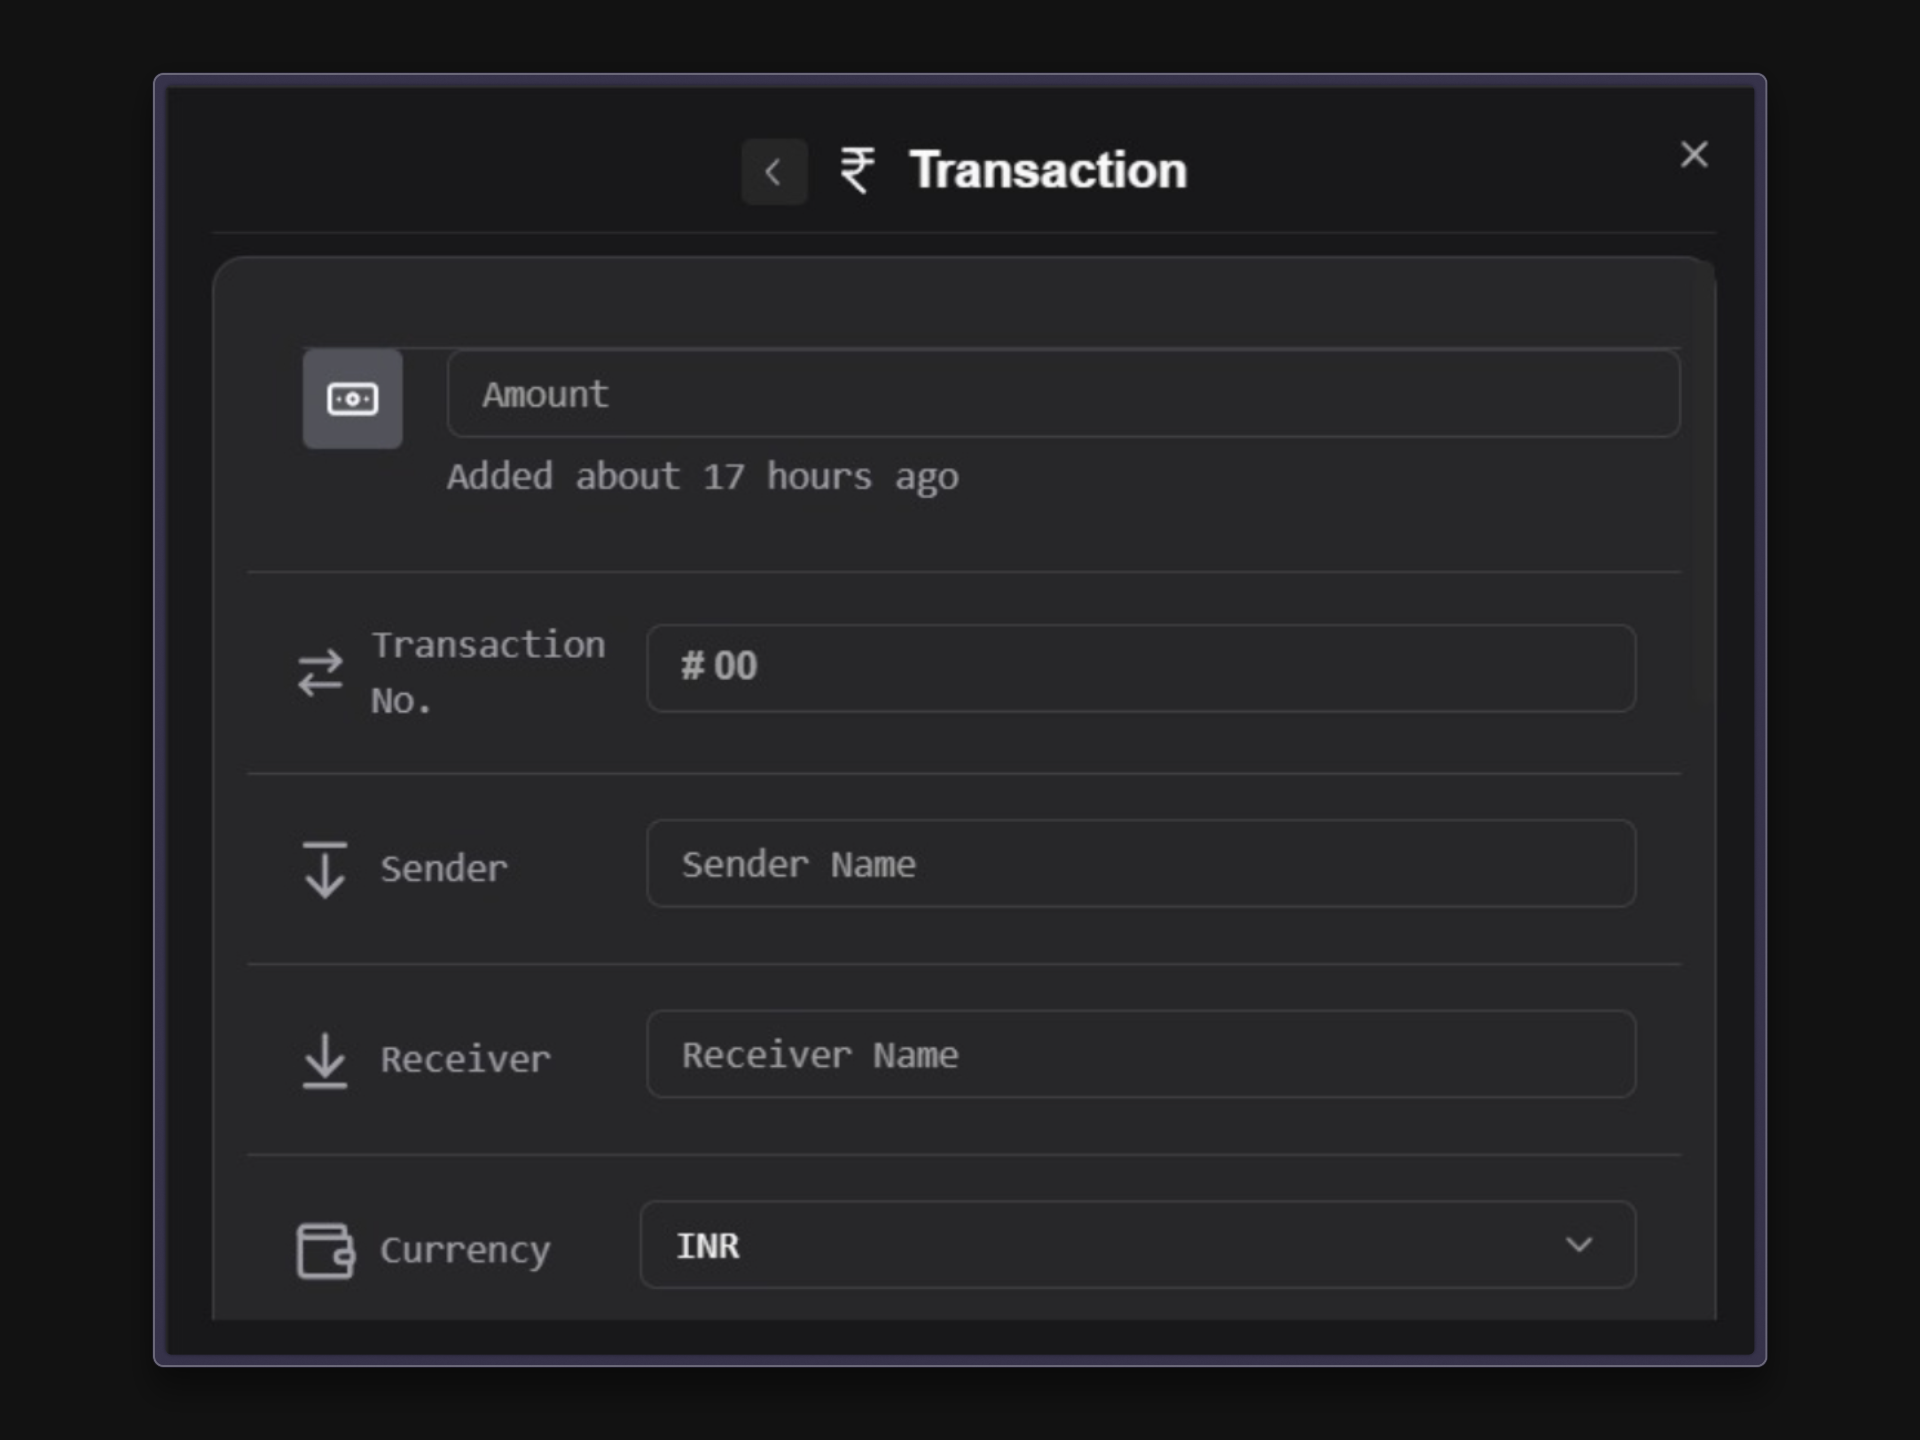 ₹ Transaction
Amount
Added about 17 hours ago
Transaction
No.
# 00
Sender
Sender Name
Receiver
Receiver Name
Currency
INR